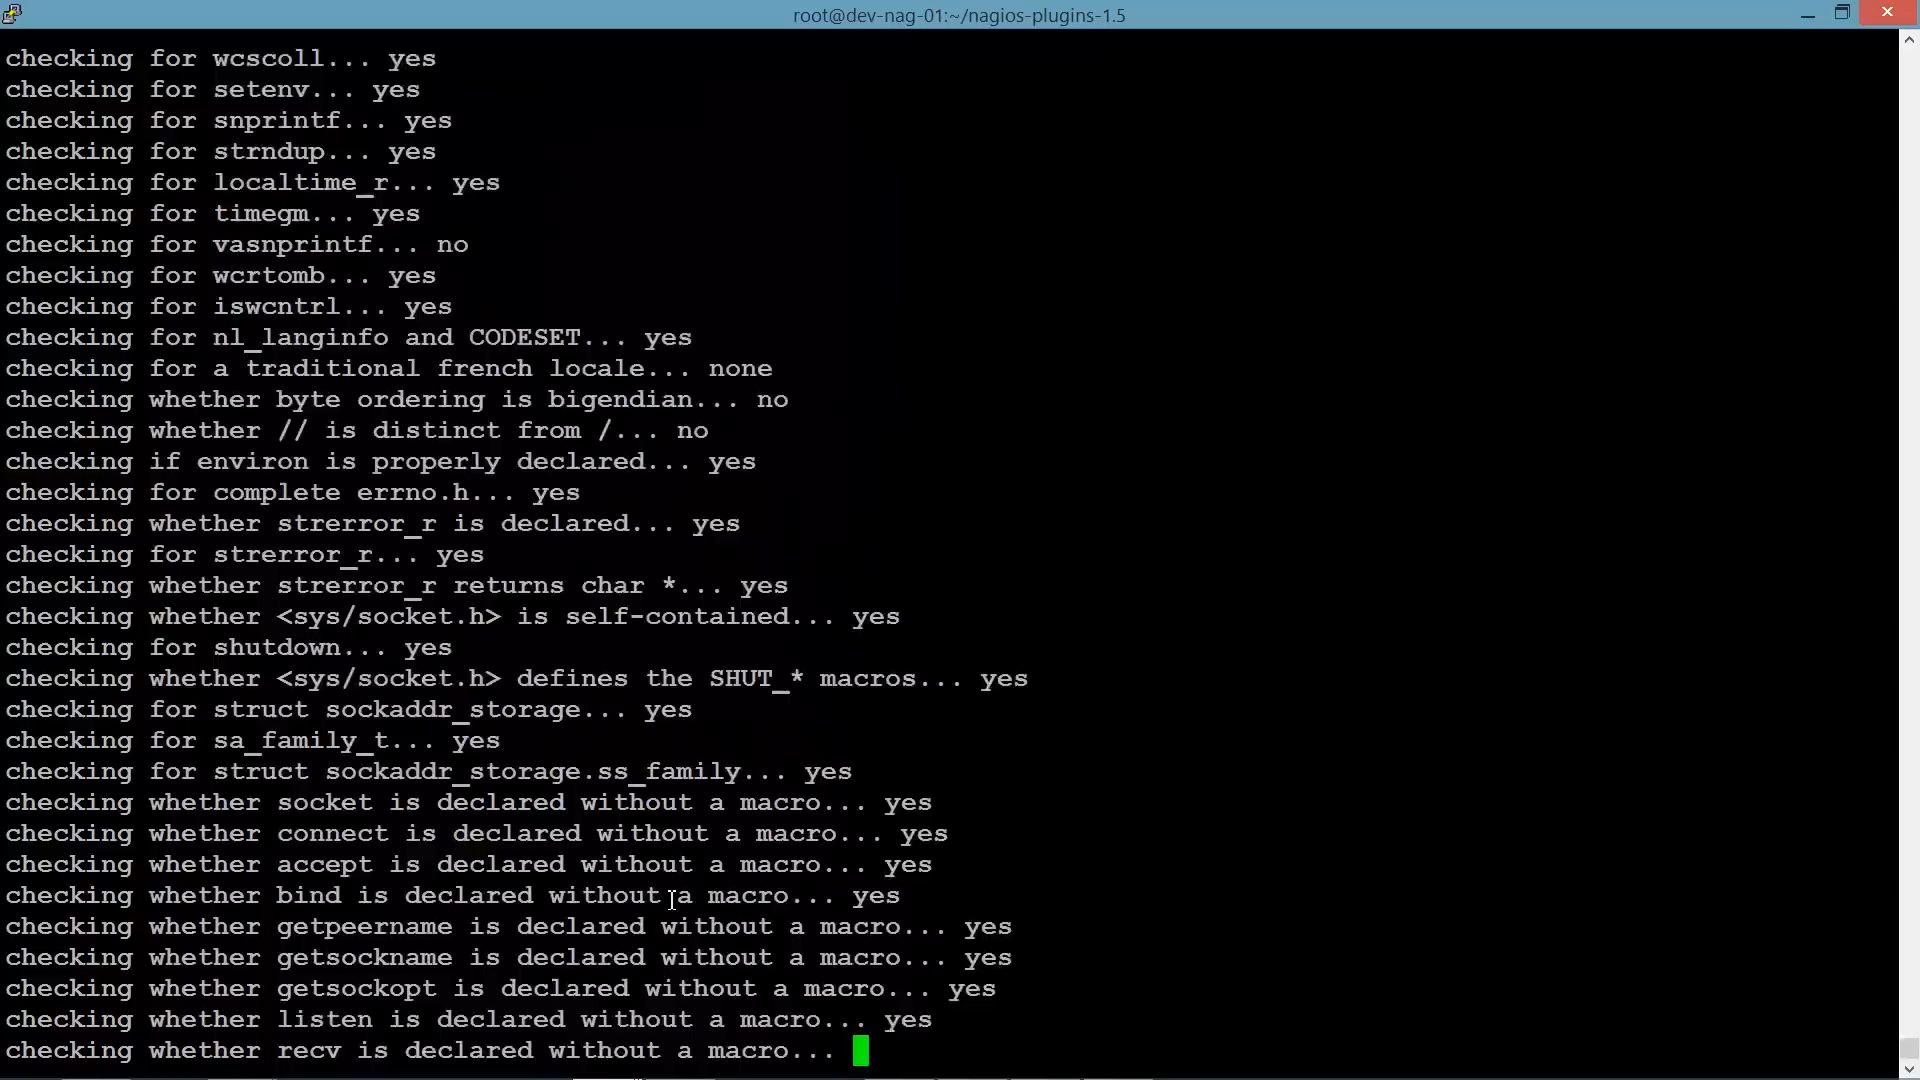 root@dev-nag-01:~/nagios-plugins-1.5
checking for wcscoll... yes
checking for setenv... yes
checking for snprintf... yes
checking for strndup... yes
checking for localtime_r... yes
checking for timegm... yes
checking for vasnprintf... no
checking for wcrtomb... yes
checking for iswcntrl... yes
checking for nl_langinfo and CODESET... yes
checking for a traditional french locale... none
checking whether byte ordering is bigendian... no
checking whether // is distinct from /... no
checking if environ is properly declared... yes
checking for complete errno.h... yes
checking whether strerror_r is declared... yes
checking for strerror_r... yes
checking whether strerror_r returns char *... yes
checking whether <sys/socket.h> is self-contained... yes
checking for shutdown... yes
checking whether <sys/socket.h> defines the SHUT_* macros... yes
checking for struct sockaddr_storage... yes
checking for sa_family_t... yes
checking for struct sockaddr_storage.ss_family... yes
checking whether socket is declared without a macro... yes
checking whether connect is declared without a macro... yes
checking whether accept is declared without a macro... yes
checking whether bind is declared without a macro... yes
checking whether getpeername is declared without a macro... yes
checking whether getsockname is declared without a macro... yes
checking whether getsockopt is declared without a macro... yes
checking whether listen is declared without a macro... yes
checking whether recv is declared without a macro...